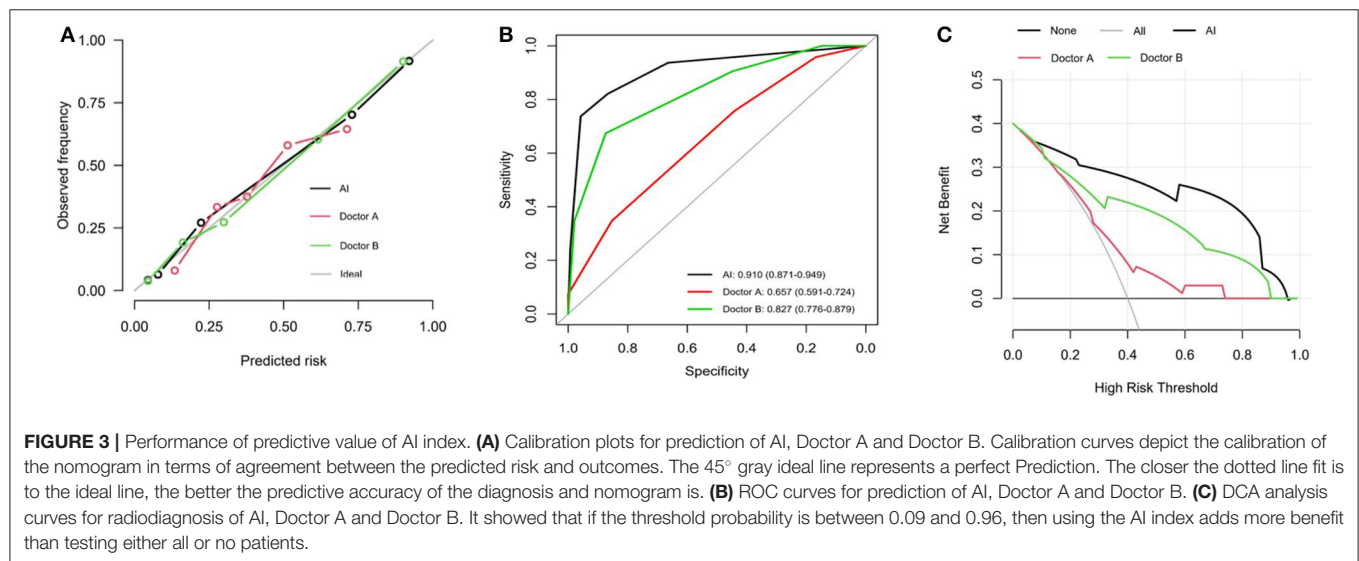 A
1.00
0.75
0.50
0.25
0.00
Observed frequency
AI
Doctor A
Doctor B
Ideal
0.00 0.25 0.50 0.75 1.00
Predicted risk
B
1.0
0.8
0.6
0.4
0.2
0.0
Sensitivity
AI: 0.910 (0.871-0.949)
Doctor A: 0.657 (0.591-0.724)
Doctor B: 0.827 (0.776-0.879)
1.0 0.8 0.6 0.4 0.2 0.0
Specificity
C
None All AI
Doctor A Doctor B
0.5
0.4
0.3
0.2
0.1
0.0
Net Benefit
0.0 0.2 0.4 0.6 0.8 1.0
High Risk Threshold
FIGURE 3 | Performance of predictive value of AI index. (A) Calibration plots for prediction of AI, Doctor A and Doctor B. Calibration curves depict the calibration of
the nomogram in terms of agreement between the predicted risk and outcomes. The 45° gray ideal line represents a perfect Prediction. The closer the dotted line fit is
to the ideal line, the better the predictive accuracy of the diagnosis and nomogram is. (B) ROC curves for prediction of AI, Doctor A and Doctor B. (C) DCA analysis
curves for radiodiagnosis of AI, Doctor A and Doctor B. It showed that if the threshold probability is between 0.09 and 0.96, then using the AI index adds more benefit
than testing either all or no patients.